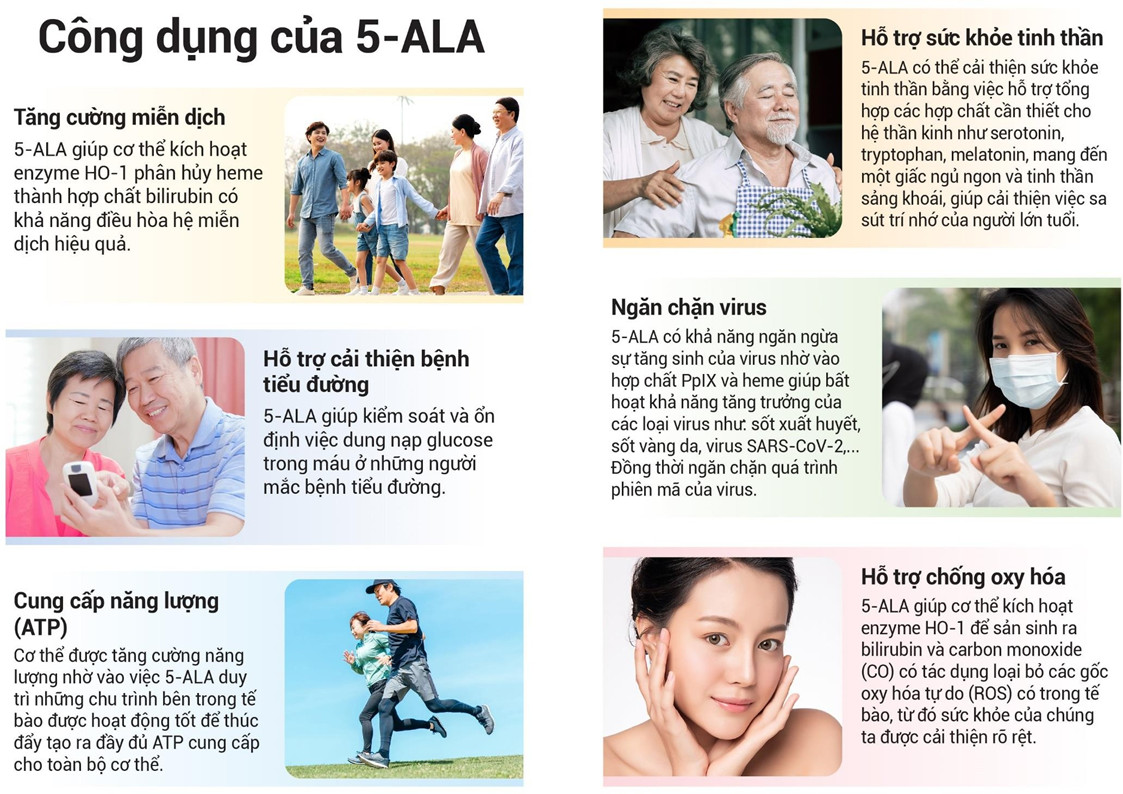 Công dụng của 5-ALA
Tăng cường miễn dịch
5-ALA giúp cơ thể kích hoạt
enzyme HO-1 phân hủy heme
thành hợp chất bilirubin có
khả năng điều hòa hệ miễn
dịch hiệu quả.
Hỗ trợ cải thiện bệnh
tiểu đường
5-ALA giúp kiểm soát và ổn
định việc dung nạp glucose
trong máu ở những người
mắc bệnh tiểu đường.
Cung cấp năng lượng
(ATP)
Cơ thể được tăng cường năng
lượng nhờ vào việc 5-ALA duy
trì những chu trình bên trong tế
bào được hoạt động tốt để thúc
đẩy tạo ra đầy đủ ATP cung cấp
cho toàn bộ cơ thể.
Hỗ trợ sức khỏe tinh thần
5-ALA có thể cải thiện sức khỏe
tinh thần bằng việc hỗ trợ tổng
hợp các hợp chất cần thiết cho
hệ thần kinh như serotonin,
tryptophan, melatonin, mang đến
một giấc ngủ ngon và tinh thần
sảng khoái, giúp cải thiện việc sa
sút trí nhớ của người lớn tuổi.
Ngăn chặn virus
5-ALA có khả năng ngăn ngừa
sự tăng sinh của virus nhờ vào
hợp chất PpIX và heme giúp bất
hoạt khả năng tăng trưởng của
các loại virus như: sốt xuất huyết,
sốt vàng da, virus SARS-CoV-2,...
Đồng thời ngăn chặn quá trình
phiên mã của virus.
Hỗ trợ chống oxy hóa
5-ALA giúp cơ thể kích hoạt
enzyme HO-1 để sản sinh ra
bilirubin và carbon monoxide
(CO) có tác dụng loại bỏ các gốc
oxy hóa tự do (ROS) có trong tế
bào, từ đó sức khỏe của chúng
ta được cải thiện rõ rệt.